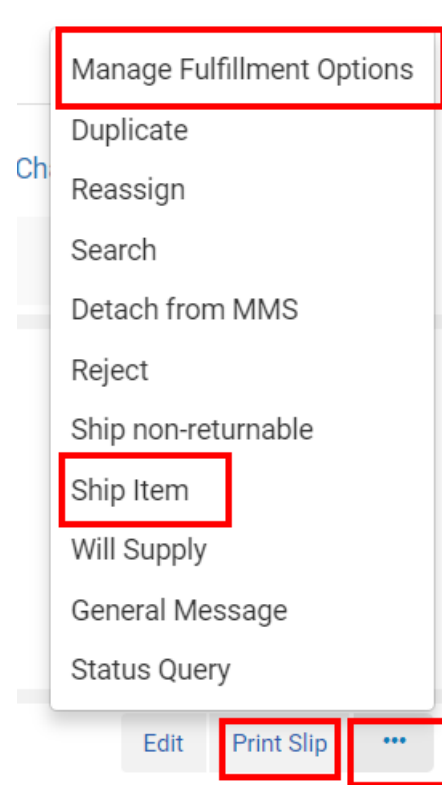 Manage Fulfillment Options
Duplicate
Ch
Reassign
Search
Detach from MMS
Reject
Ship non-returnable
Ship Item
Will Supply
General Message
Status Query
Edit Print Slip •••